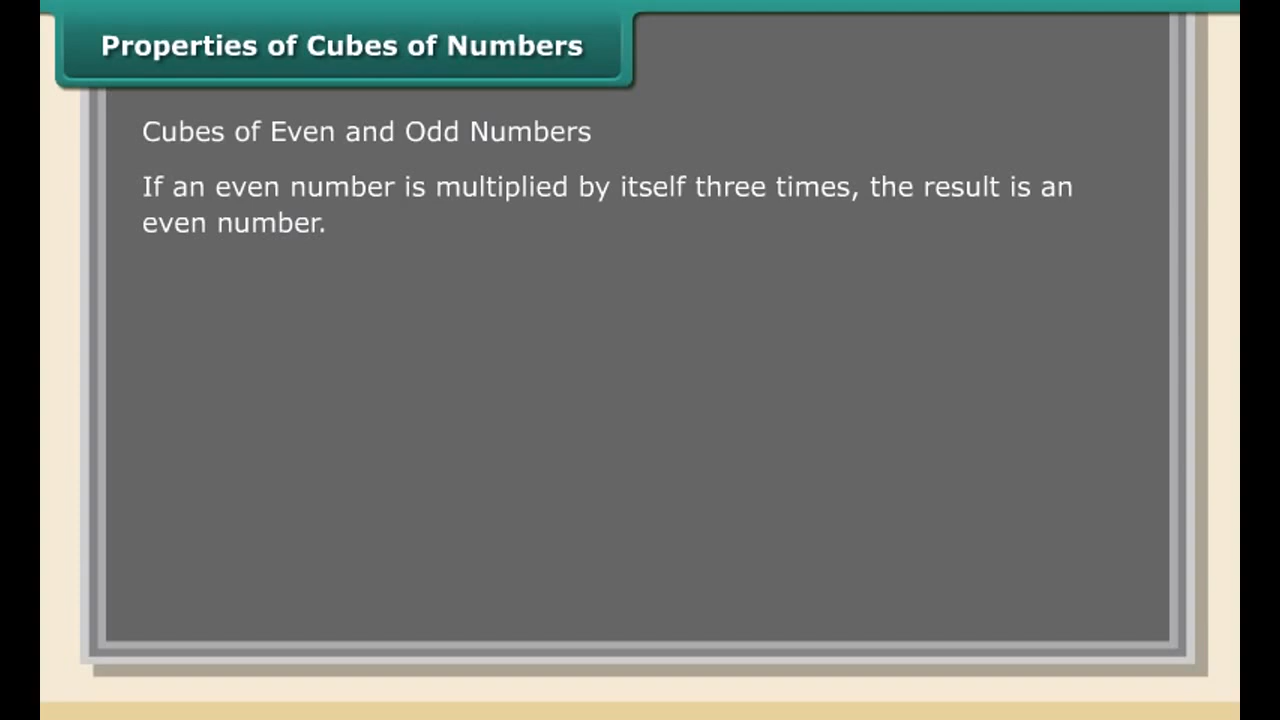 Properties of Cubes of Numbers
Cubes of Even and Odd Numbers
If an even number is multiplied by itself three times, the result is an
even number.